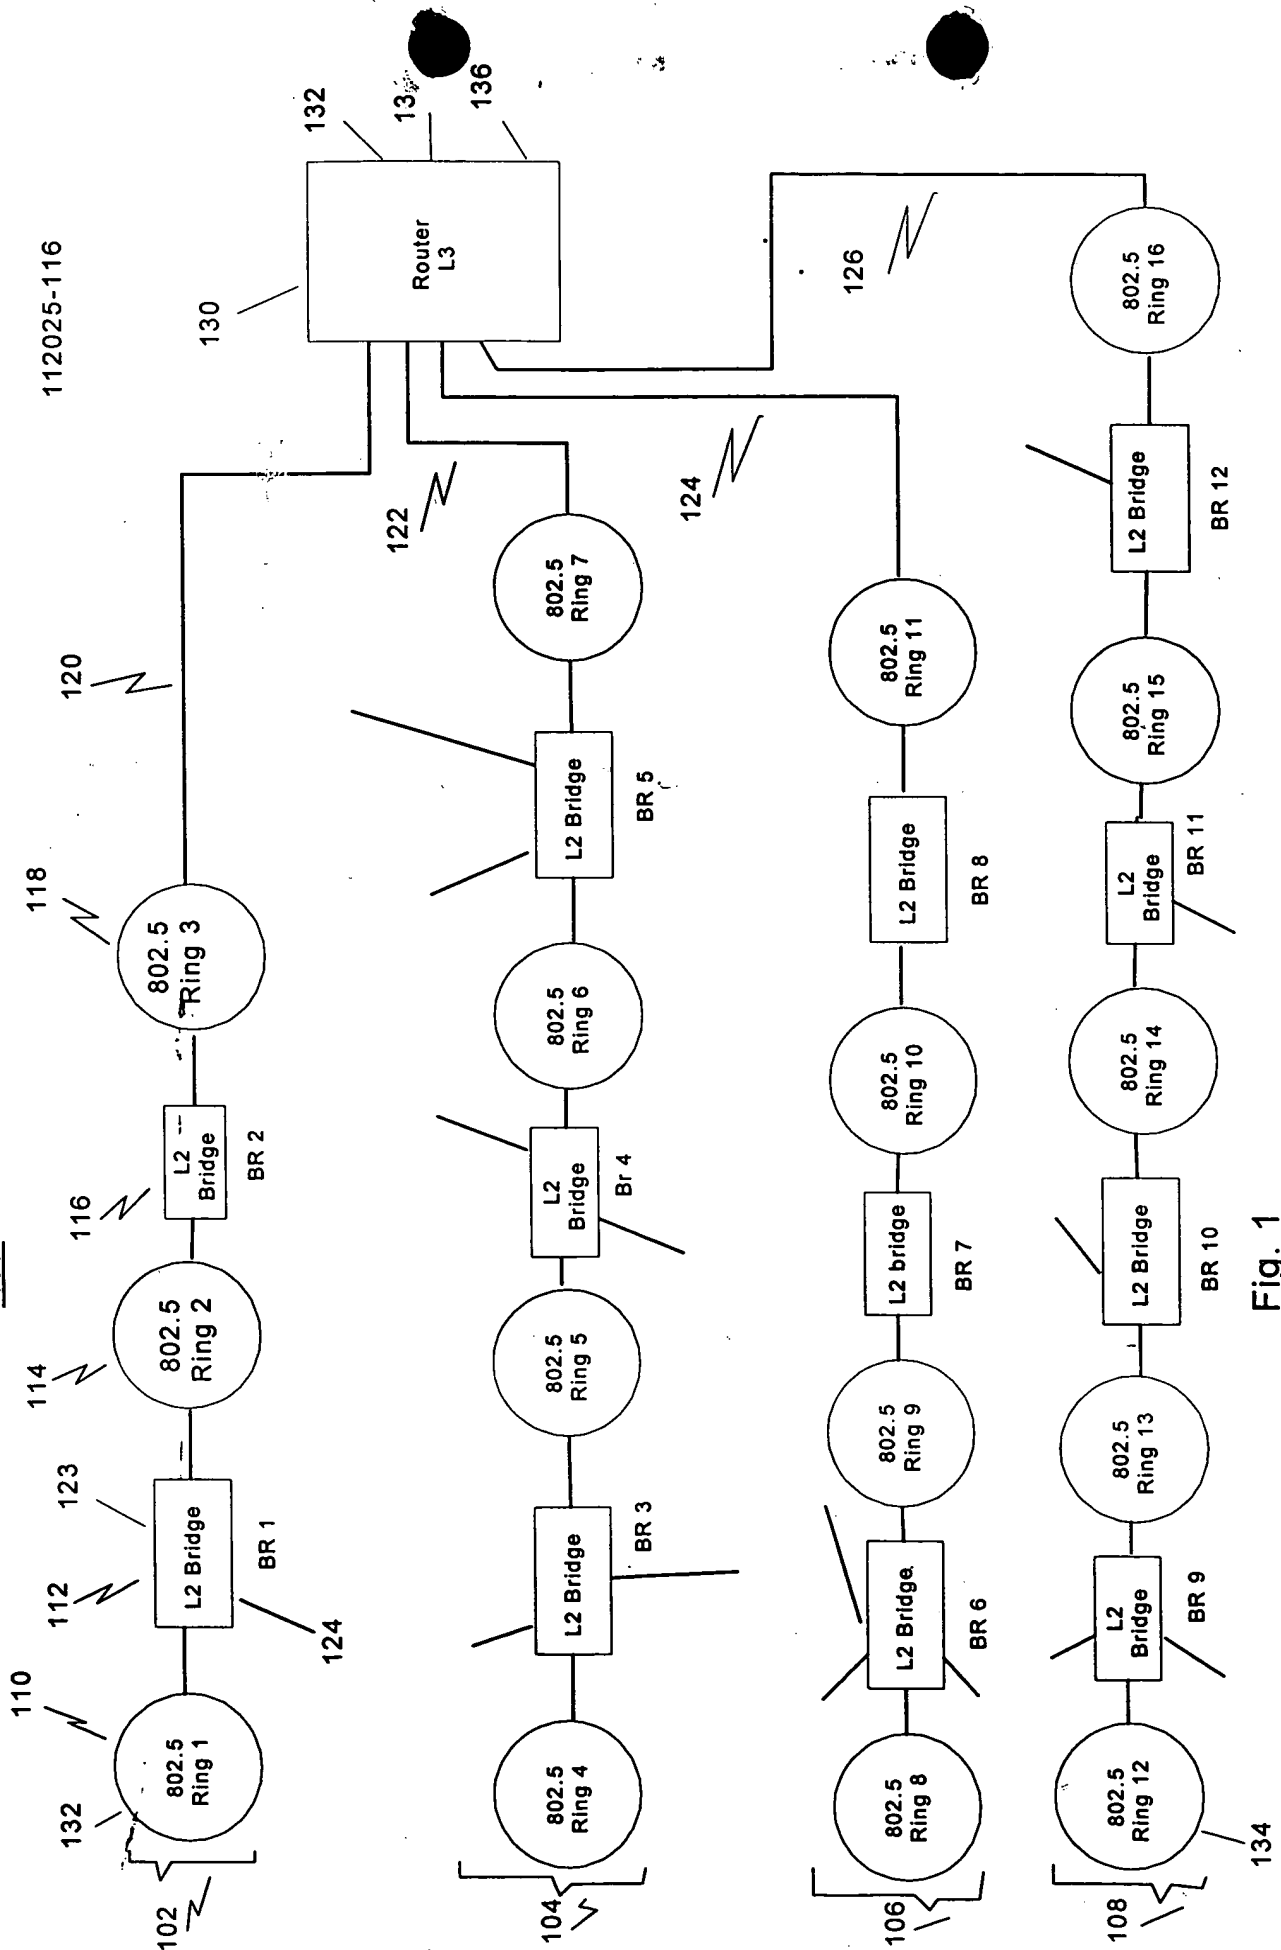 112025-116
102
132
110
802.5
Ring 1
112
123
L2 Bridge
BR 1
124
114
802.5
Ring 2
116
L2
Bridge
BR 2
118
802.5
Ring 3
120
130
Router
L3
132
13
136
104
802.5
Ring 4
L2 Bridge
BR 3
802.5
Ring 5
L2
Bridge
Br 4
802.5
Ring 6
L2 Bridge
BR 5
802.5
Ring 7
122
106
802.5
Ring 8
L2 Bridge
BR 6
802.5
Ring 9
L2 bridge
BR 7
802.5
Ring 10
L2 Bridge
BR 8
802.5
Ring 11
124
108
802.5
Ring 12
134
L2
Bridge
BR 9
802.5
Ring 13
L2 Bridge
BR 10
802.5
Ring 14
L2
Bridge
BR 11
802.5
Ring 15
L2 Bridge
BR 12
802.5
Ring 16
126
Fig. 1